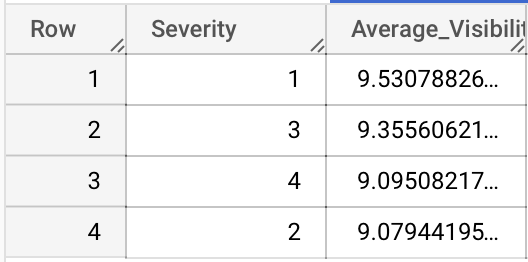 Row Severity Average_Visibilit
1 1 9.53078826...
2 3 9.35560621...
3 4 9.09508217...
4 2 9.07944195...